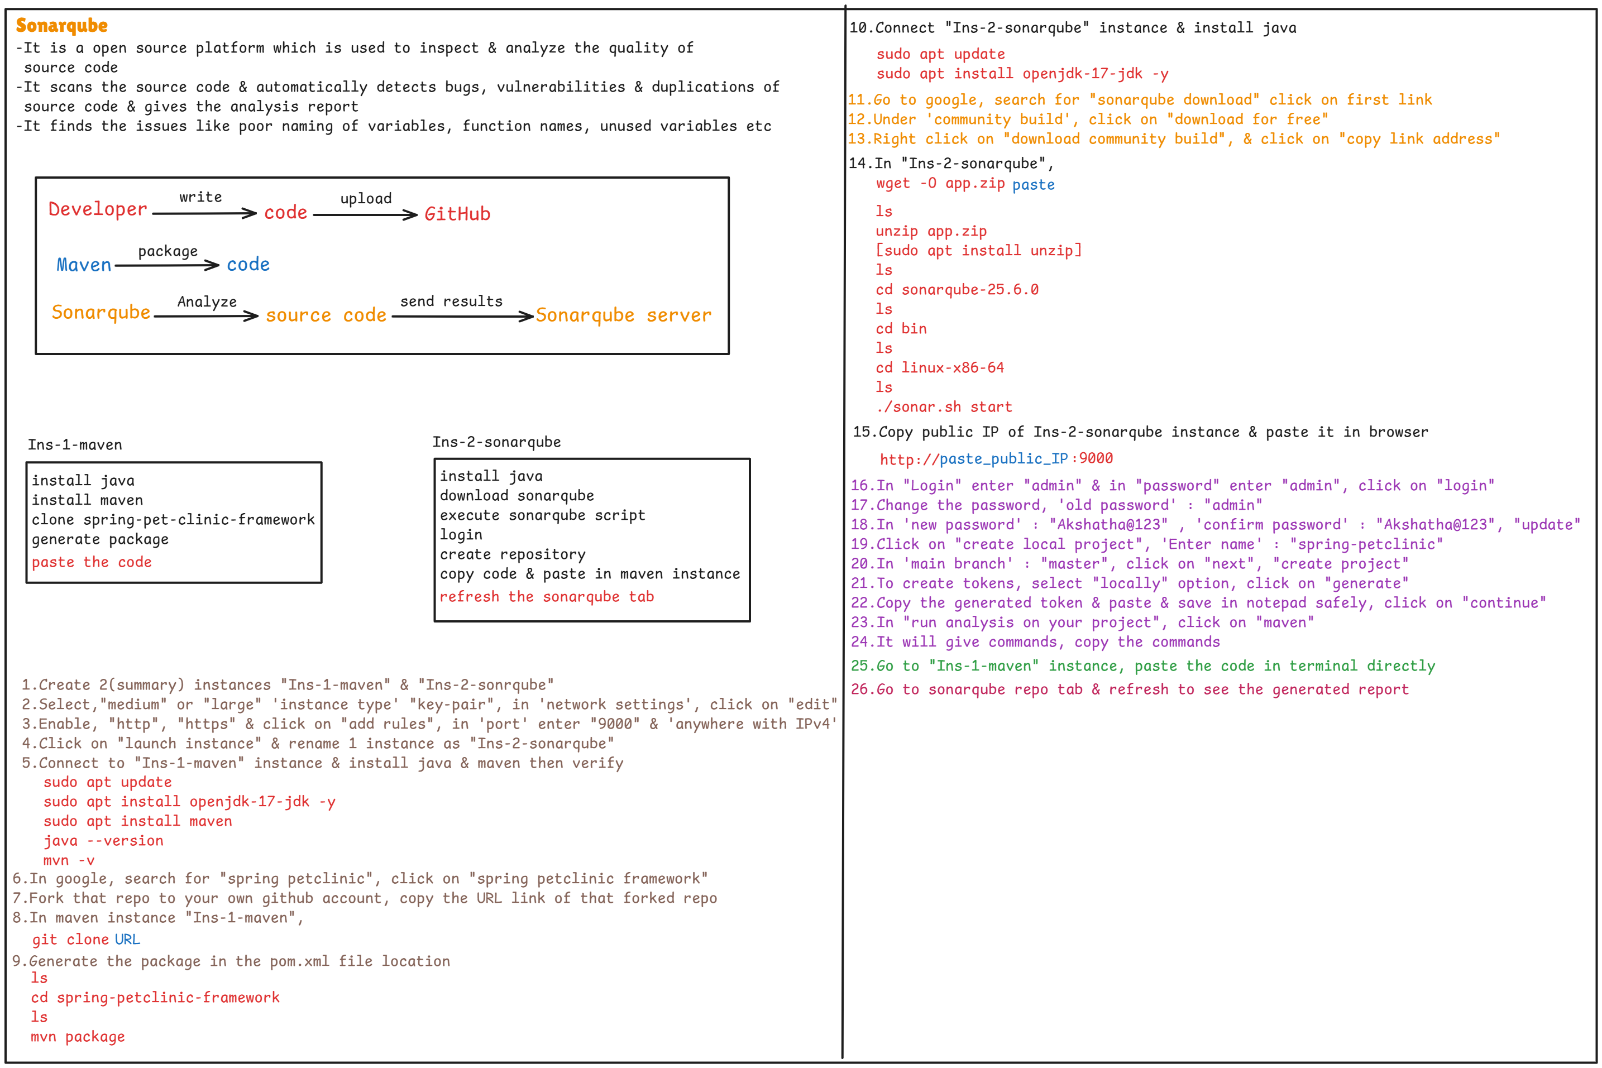 Sonarqube
-It is a open source platform which is used to inspect & analyze the quality of
source code
-It scans the source code & automatically detects bugs, vulnerabilities & duplications of
source code & gives the analysis report
-It finds the issues like poor naming of variables, function names, unused variables etc
Developer write code upload GitHub
Maven package code
Sonarqube Analyze source code send results Sonarqube server
Ins-1-maven
install java
install maven
clone spring-pet-clinic-framework
generate package
paste the code
Ins-2-sonarqube
install java
download sonarqube
execute sonarqube script
login
create repository
copy code & paste in maven instance
refresh the sonarqube tab
1.Create 2(summary) instances "Ins-1-maven" & "Ins-2-sonrqube"
2.Select,"medium" or "large" 'instance type' "key-pair", in 'network settings', click on "edit"
3.Enable, "http", "https" & click on "add rules", in 'port' enter "9000" & 'anywhere with IPv4'
4.Click on "launch instance" & rename 1 instance as "Ins-2-sonarqube"
5.Connect to "Ins-1-maven" instance & install java & maven then verify
sudo apt update
sudo apt install openjdk-17-jdk -y
sudo apt install maven
java --version
mvn -v
6.In google, search for "spring petclinic", click on "spring petclinic framework"
7.Fork that repo to your own github account, copy the URL link of that forked repo
8.In maven instance "Ins-1-maven",
git clone URL
9.Generate the package in the pom.xml file location
ls
cd spring-petclinic-framework
ls
mvn package
10.Connect "Ins-2-sonarqube" instance & install java
sudo apt update
sudo apt install openjdk-17-jdk -y
11.Go to google, search for "sonarqube download" click on first link
12.Under 'community build', click on "download for free"
13.Right click on "download community build", & click on "copy link address"
14.In "Ins-2-sonarqube",
wget -O app.zip paste
ls
unzip app.zip
[sudo apt install unzip]
ls
cd sonarqube-25.6.0
ls
cd bin
ls
cd linux-x86-64
ls
./sonar.sh start
15.Copy public IP of Ins-2-sonarqube instance & paste it in browser
http://paste_public_IP:9000
16.In "Login" enter "admin" & in "password" enter "admin", click on "login"
17.Change the password, 'old password' : "admin"
18.In 'new password' : "Akshatha@123" , 'confirm password' : "Akshatha@123", "update"
19.Click on "create local project", 'Enter name' : "spring-petclinic"
20.In 'main branch' : "master", click on "next", "create project"
21.To create tokens, select "locally" option, click on "generate"
22.Copy the generated token & paste & save in notepad safely, click on "continue"
23.In "run analysis on your project", click on "maven"
24.It will give commands, copy the commands
25.Go to "Ins-1-maven" instance, paste the code in terminal directly
26.Go to sonarqube repo tab & refresh to see the generated report